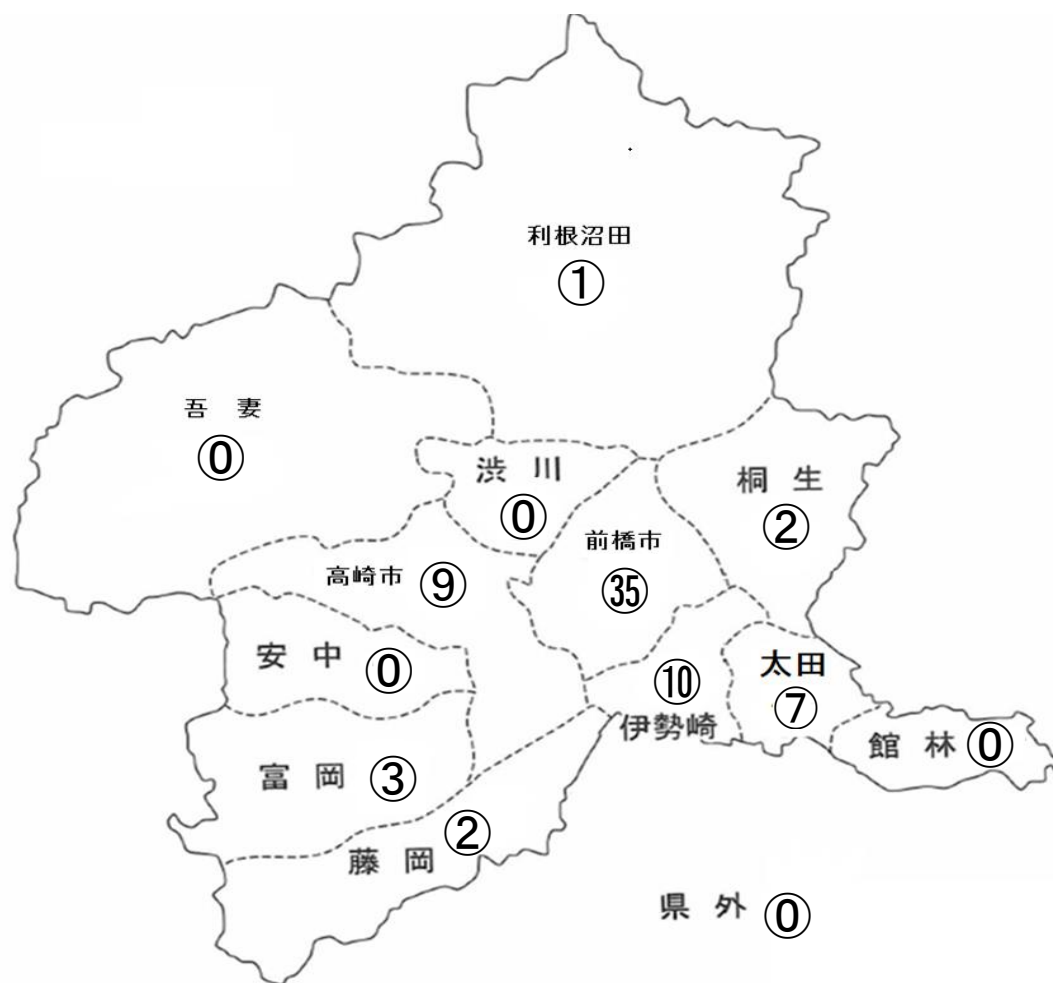 利根沼田
①
吾 妻
⓪
渋 川
⓪
桐 生
②
前橋市
㉟
高崎市 ⑨
安 中 ⓪
⑩
伊勢崎
太田
⑦
館 林 ⓪
富 岡 ③
藤 岡 ②
県 外 ⓪